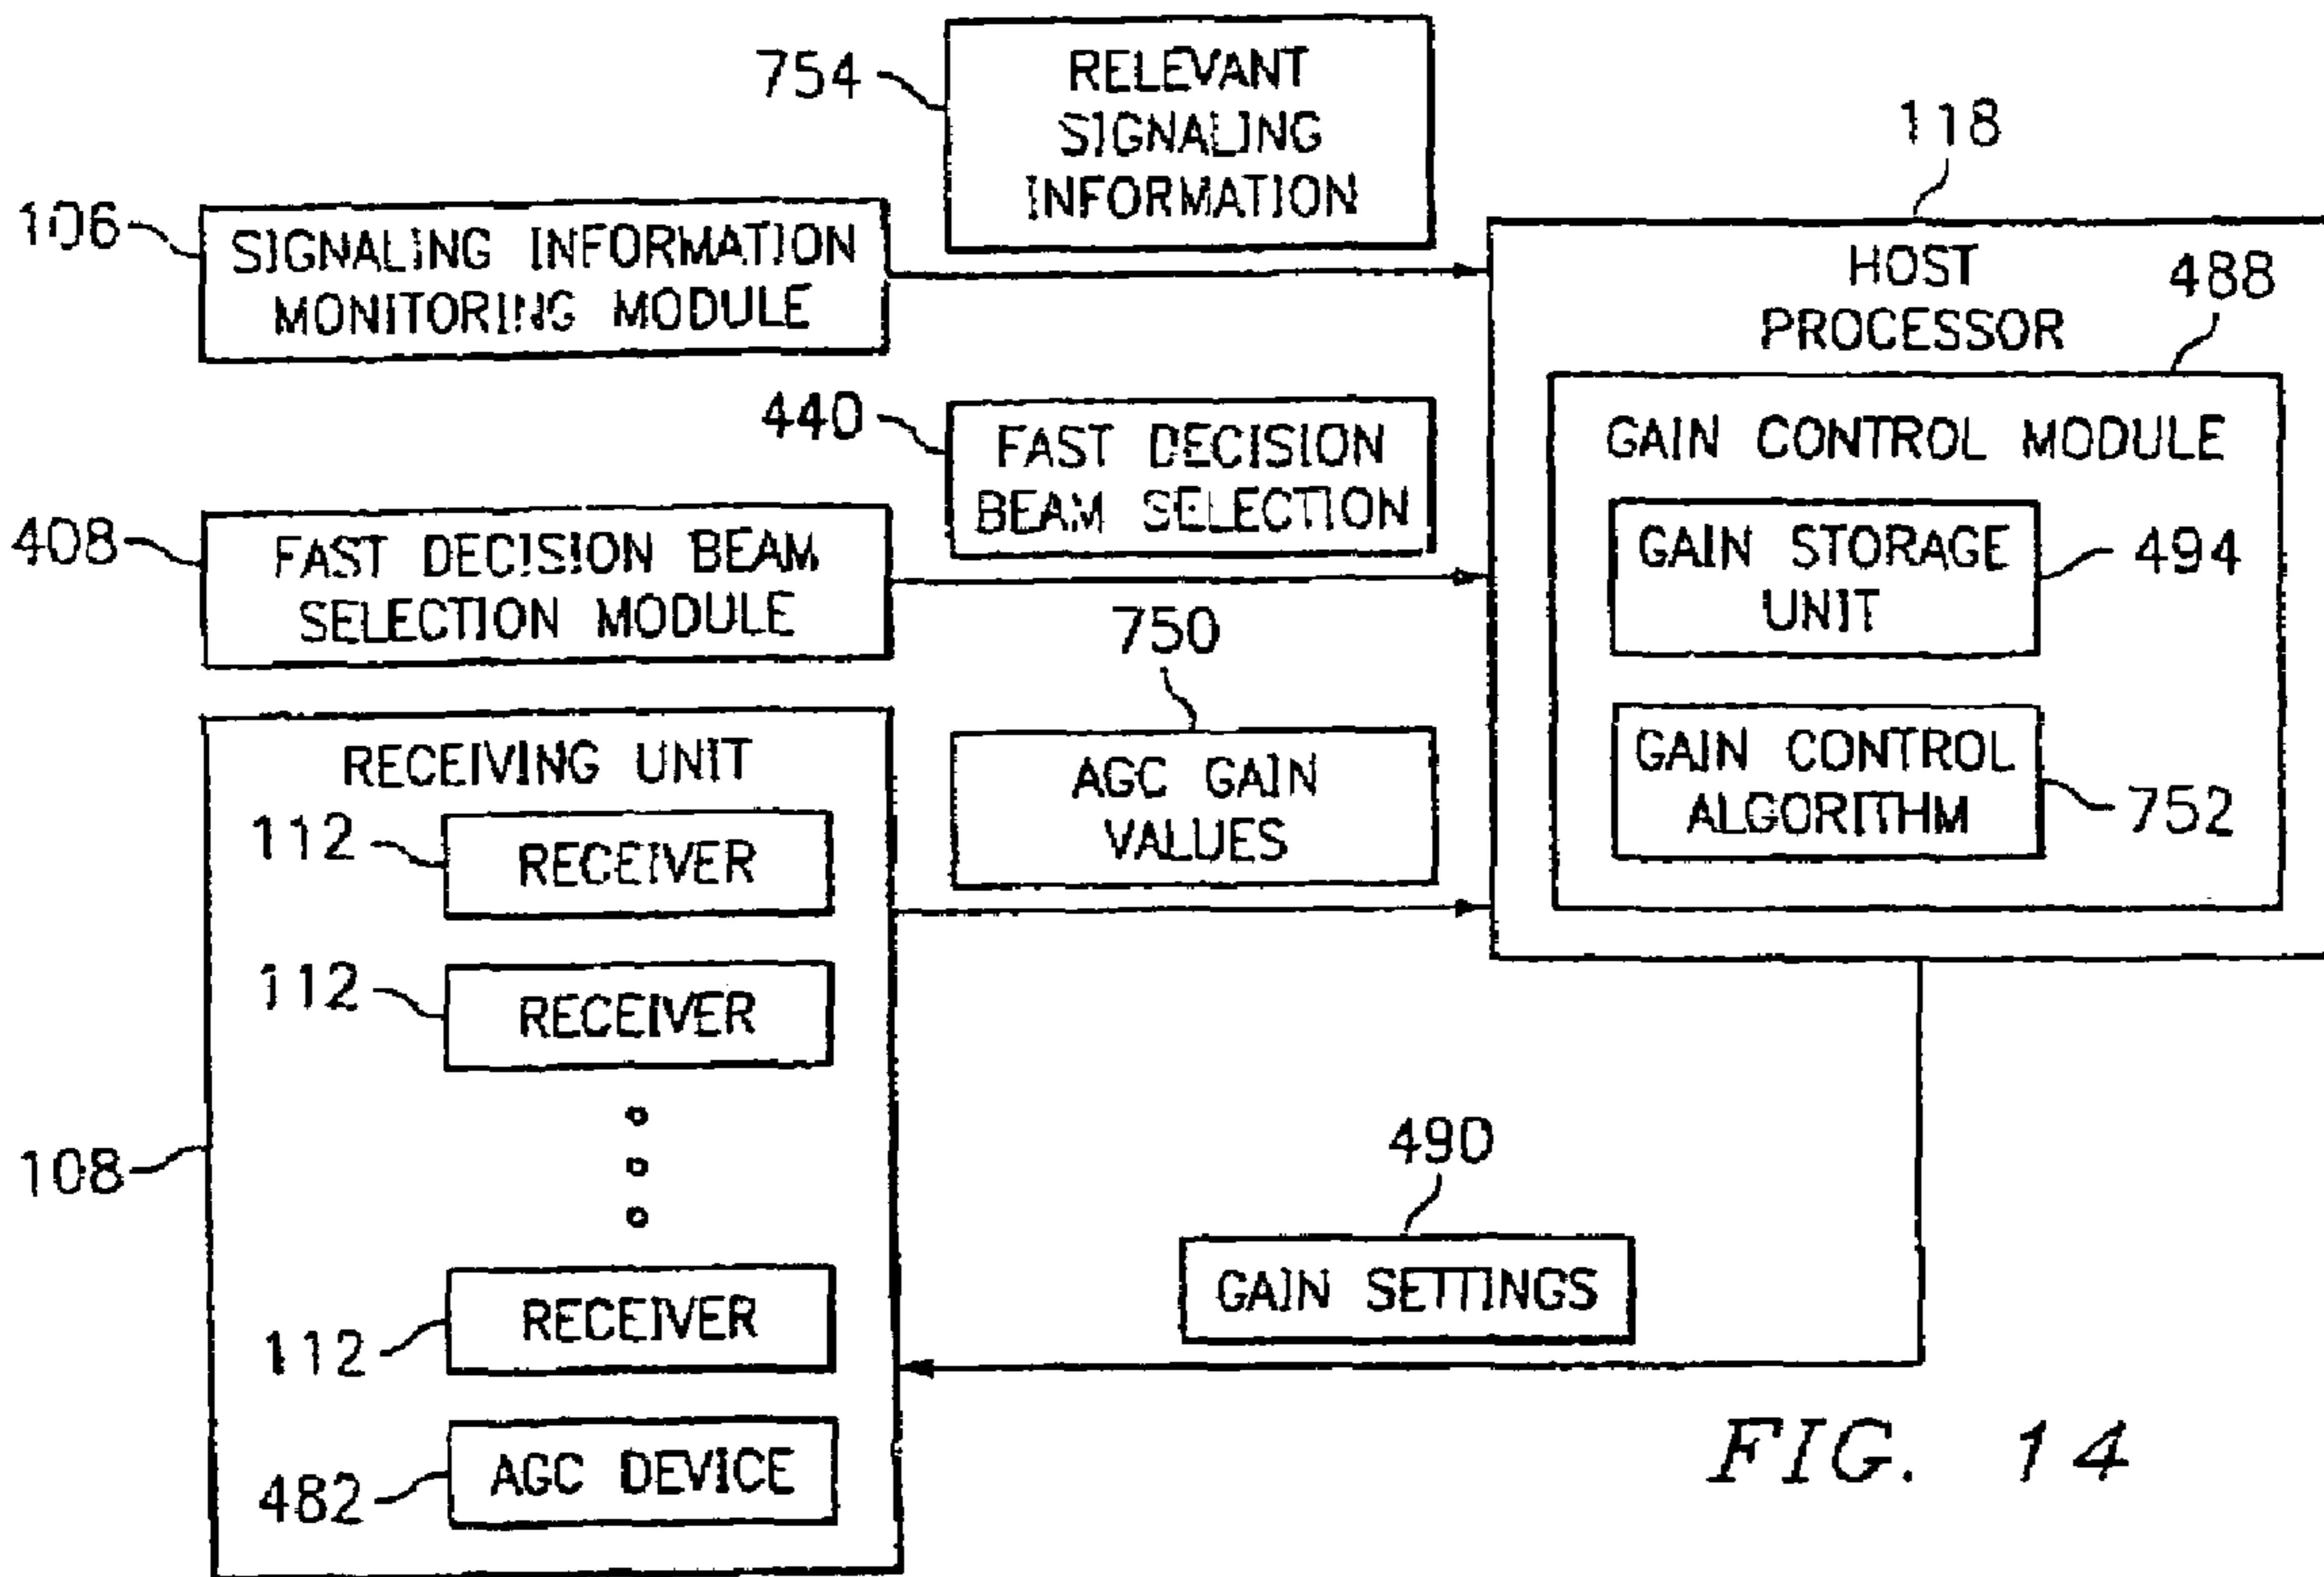 754
RELEVANT
SIGNALING
INFORMATION
118
106
SIGNALING INFORMATION
MONITORING MODULE
HOST
PROCESSOR
488
440
FAST DECISION
BEAM SELECTION
GAIN CONTROL MODULE
408
FAST DECISION BEAM
SELECTION MODULE
GAIN STORAGE
UNIT
494
750
RECEIVING UNIT
AGC GAIN
VALUES
GAIN CONTROL
ALGORITHM
752
112
RECEIVER
112
RECEIVER
108
490
GAIN SETTINGS
112
RECEIVER
482
AGC DEVICE
FIG. 14